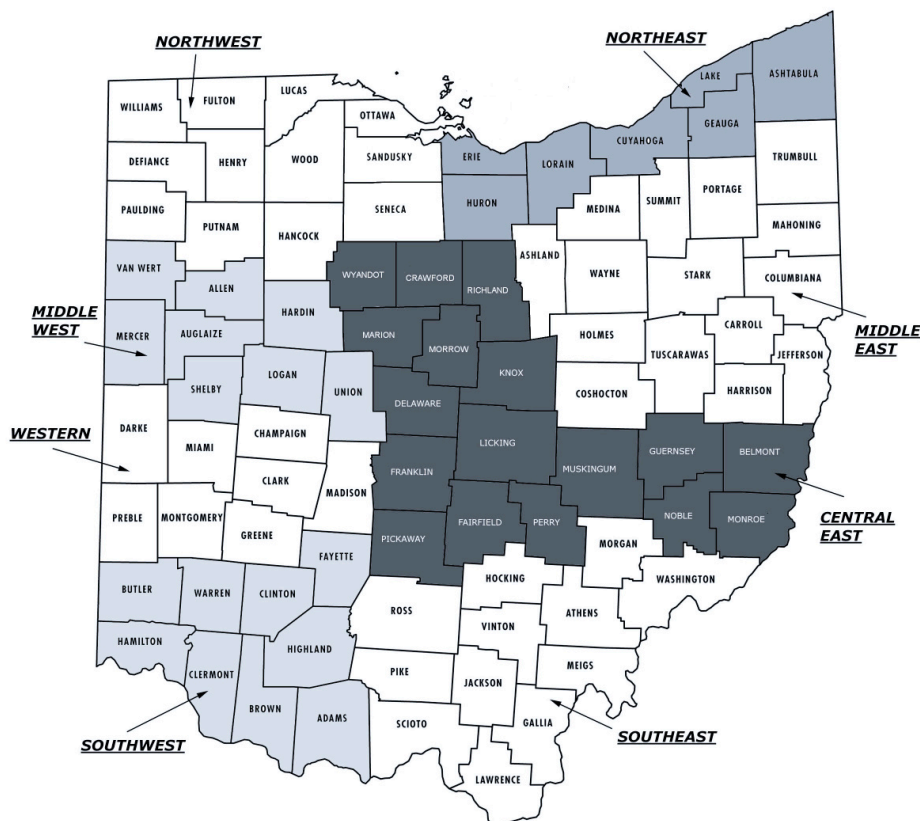 NORTHWEST
NORTHEAST
LAKE
ASHTABULA
LUCAS
FULTON
WILLIAMS
OTTAWA
GEAUGA
CUYAHOGA
ERIE
LORAIN
SANDUSKY
WOOD
HENRY
DEFIANCE
TRUMBULL
PORTAGE
SUMMIT
MEDINA
HURON
SENECA
PAULDING
PUTNAM
HANCOCK
MAHONING
ASHLAND
VAN WERT
WYANDOT
CRAWFORD
RICHLAND
WAYNE
STARK
COLUMBIANA
ALLEN
MIDDLE
WEST
HARDIN
MERCER
AUGLAIZE
MARION
MORROW
HOLMES
CARROLL
MIDDLE
EAST
TUSCARAWAS
JEFFERSON
LOGAN
SHELBY
UNION
KNOX
DELAWARE
COSHOCTON
HARRISON
DARKE
WESTERN
CHAMPAIGN
MIAMI
LICKING
GUERNSEY
BELMONT
FRANKLIN
MUSKINGUM
CLARK
MADISON
PREBLE
MONTGOMERY
GREENE
FAIRFIELD
PERRY
NOBLE
MONROE
CENTRAL
EAST
PICKAWAY
MORGAN
FAYETTE
HOCKING
WASHINGTON
BUTLER
WARREN
CLINTON
ROSS
ATHENS
VINTON
HAMILTON
HIGHLAND
CLERMONT
PIKE
MEIGS
JACKSON
BROWN
ADAMS
SCIOTO
GALLIA
SOUTHWEST
SOUTHEAST
LAWRENCE